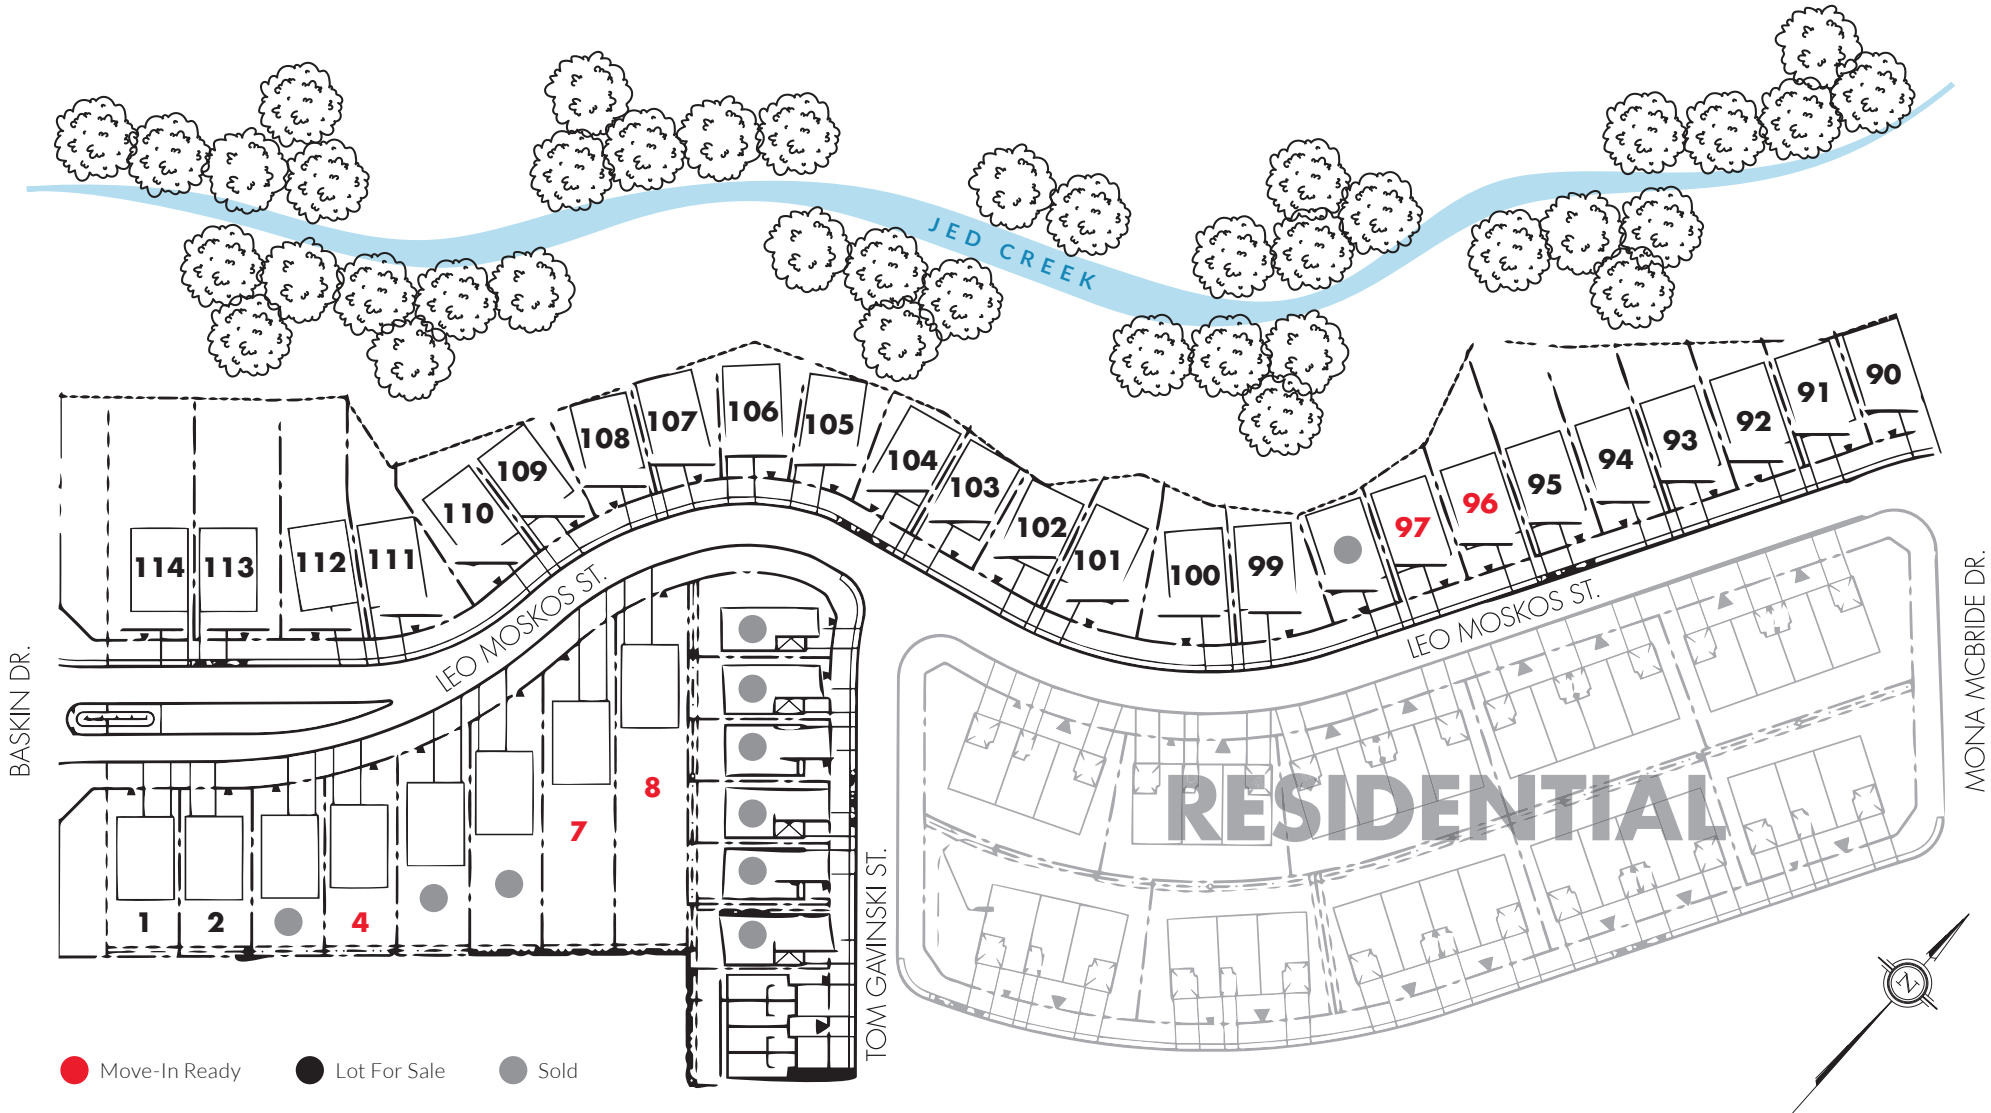 JED CREEK
90
91
92
93
94
95
96
97
99
100
101
102
103
104
105
106
107
108
109
110
111
112
113
114
LEO MOSKOS ST.
LEO MOSKOS ST.
BASKIN DR.
MONA MCBRIDE DR.
TOM GAVINSKI ST.
RESIDENTIAL
1
2
4
7
8
N
Move-In Ready
Lot For Sale
Sold